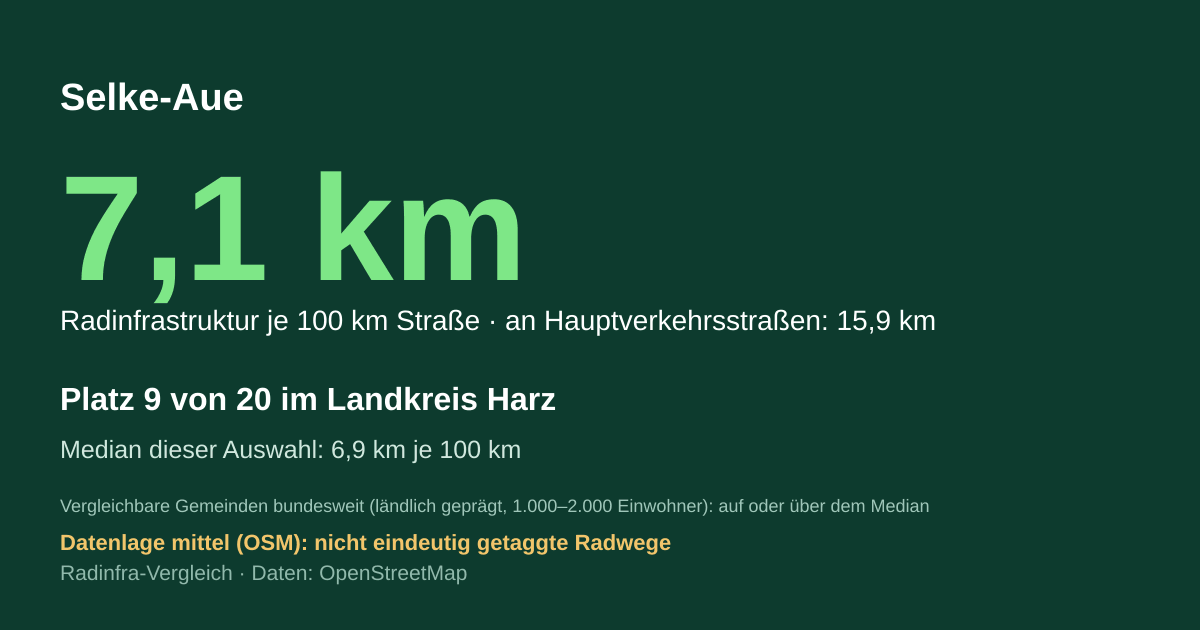 Selke-Aue
7,1 km
Radinfrastruktur je 100 km Straße · an Hauptverkehrsstraßen: 15,9 km
Platz 9 von 20 im Landkreis Harz
Median dieser Auswahl: 6,9 km je 100 km
Vergleichbare Gemeinden bundesweit (ländlich geprägt, 1.000–2.000 Einwohner): auf oder über dem Median
Datenlage mittel (OSM): nicht eindeutig getaggte Radwege
Radinfra-Vergleich · Daten: OpenStreetMap